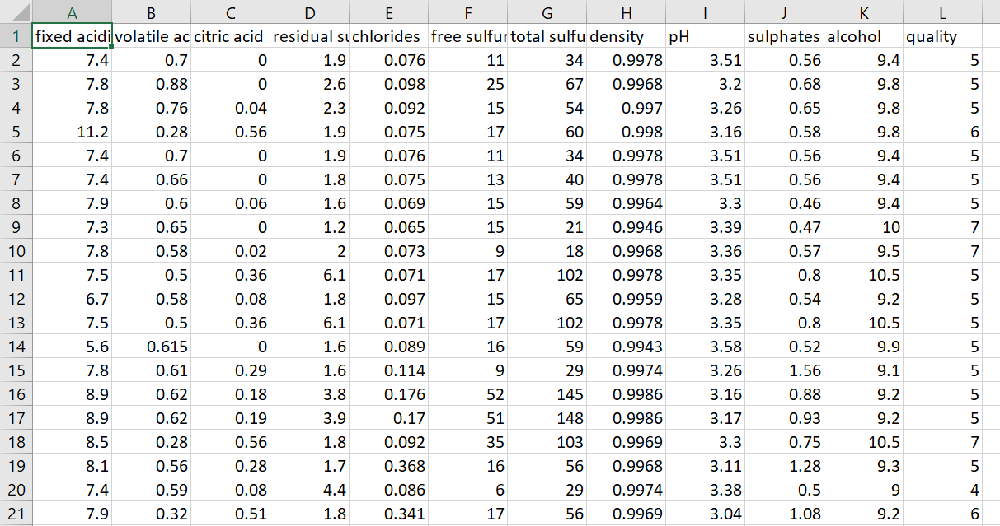 A B C D E F G H I J K L
1 fixed acidi volatile ac citric acid residual su chlorides free sulfur total sulfu density pH sulphates alcohol quality
2 7.4 0.7 0 1.9 0.076 11 34 0.9978 3.51 0.56 9.4 5
3 7.8 0.88 0 2.6 0.098 25 67 0.9968 3.2 0.68 9.8 5
4 7.8 0.76 0.04 2.3 0.092 15 54 0.997 3.26 0.65 9.8 5
5 11.2 0.28 0.56 1.9 0.075 17 60 0.998 3.16 0.58 9.8 6
6 7.4 0.7 0 1.9 0.076 11 34 0.9978 3.51 0.56 9.4 5
7 7.4 0.66 0 1.8 0.075 13 40 0.9978 3.51 0.56 9.4 5
8 7.9 0.6 0.06 1.6 0.069 15 59 0.9964 3.3 0.46 9.4 5
9 7.3 0.65 0 1.2 0.065 15 21 0.9946 3.39 0.47 10 7
10 7.8 0.58 0.02 2 0.073 9 18 0.9968 3.36 0.57 9.5 7
11 7.5 0.5 0.36 6.1 0.071 17 102 0.9978 3.35 0.8 10.5 5
12 6.7 0.58 0.08 1.8 0.097 15 65 0.9959 3.28 0.54 9.2 5
13 7.5 0.5 0.36 6.1 0.071 17 102 0.9978 3.35 0.8 10.5 5
14 5.6 0.615 0 1.6 0.089 16 59 0.9943 3.58 0.52 9.9 5
15 7.8 0.61 0.29 1.6 0.114 9 29 0.9974 3.26 1.56 9.1 5
16 8.9 0.62 0.18 3.8 0.176 52 145 0.9986 3.16 0.88 9.2 5
17 8.9 0.62 0.19 3.9 0.17 51 148 0.9986 3.17 0.93 9.2 5
18 8.5 0.28 0.56 1.8 0.092 35 103 0.9969 3.3 0.75 10.5 7
19 8.1 0.56 0.28 1.7 0.368 16 56 0.9968 3.11 1.28 9.3 5
20 7.4 0.59 0.08 4.4 0.086 6 29 0.9974 3.38 0.5 9 4
21 7.9 0.32 0.51 1.8 0.341 17 56 0.9969 3.04 1.08 9.2 6